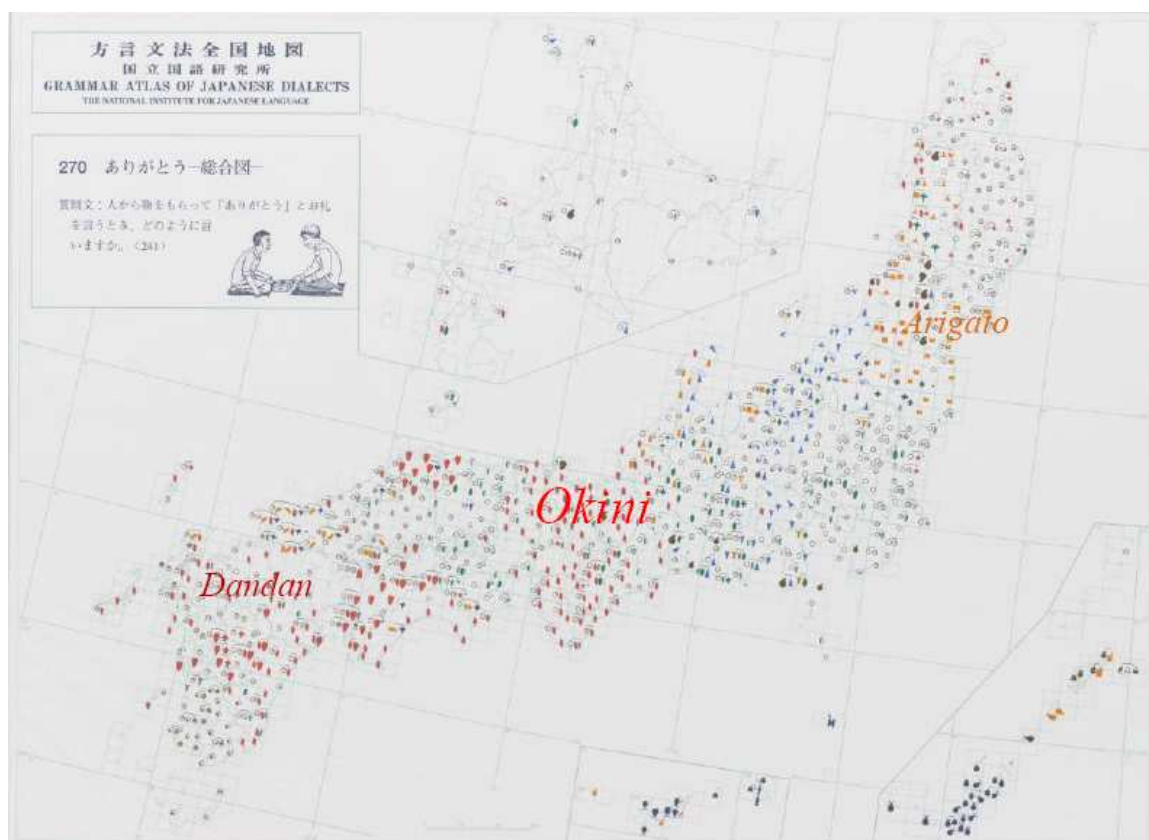 方言文法全国地図
国立国語研究所
GRAMMAR ATLAS OF JAPANESE DIALECTS
THE NATIONAL INSTITUTE FOR JAPANESE LANGUAGE
270 ありがとう―総合図―
質問文：人から物をもらって「ありがとう」とお礼
を言うとき、どのように言
いますか。（241）
Arigato
Okini
Dandan